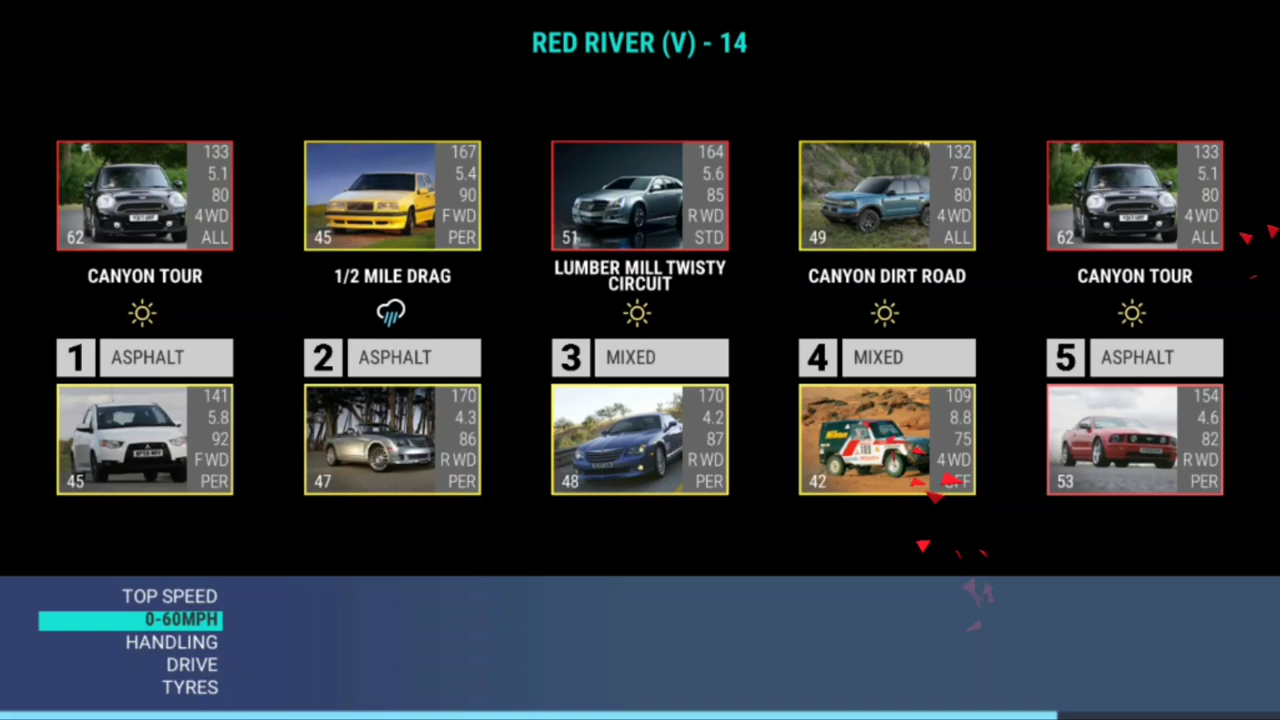 RED RIVER (V) - 14
133
5.1
80
4WD
62 ALL
167
5.4
90
FWD
45 PER
164
5.6
85
RWD
51 STD
132
7.0
80
4WD
49 ALL
133
5.1
80
4WD
62 ALL
CANYON TOUR
1/2 MILE DRAG
LUMBER MILL TWISTY
CIRCUIT
CANYON DIRT ROAD
CANYON TOUR
1 ASPHALT
2 ASPHALT
3 MIXED
4 MIXED
5 ASPHALT
141
5.8
92
FWD
45 PER
170
4.3
86
RWD
47 PER
170
4.2
87
RWD
48 PER
109
8.8
75
4WD
42 OFF
154
4.6
82
RWD
53 PER
TOP SPEED
0-60MPH
HANDLING
DRIVE
TYRES